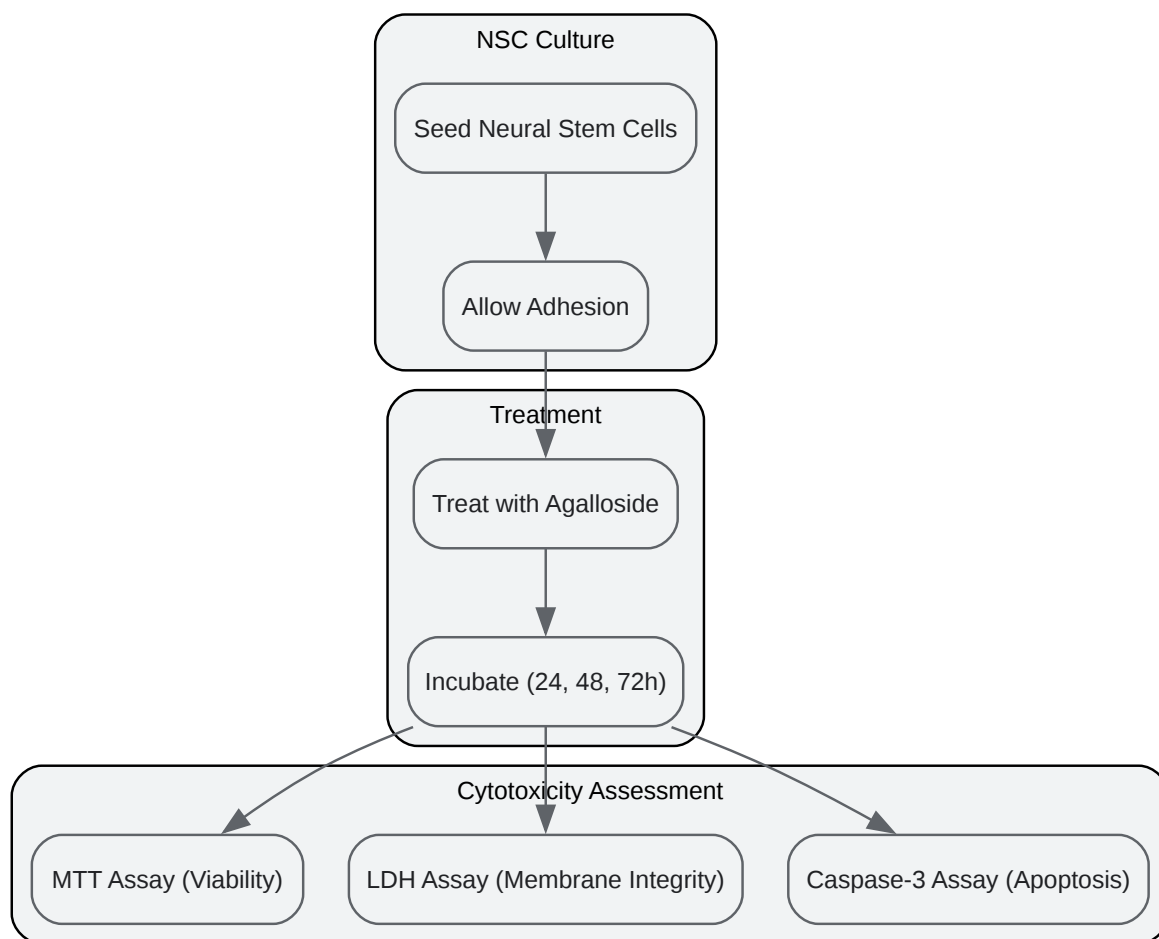 NSC Culture
Seed Neural Stem Cells
Allow Adhesion
Treatment
Treat with Agalloside
Incubate (24, 48, 72h)
Cytotoxicity Assessment
MTT Assay (Viability)
LDH Assay (Membrane Integrity)
Caspase-3 Assay (Apoptosis)